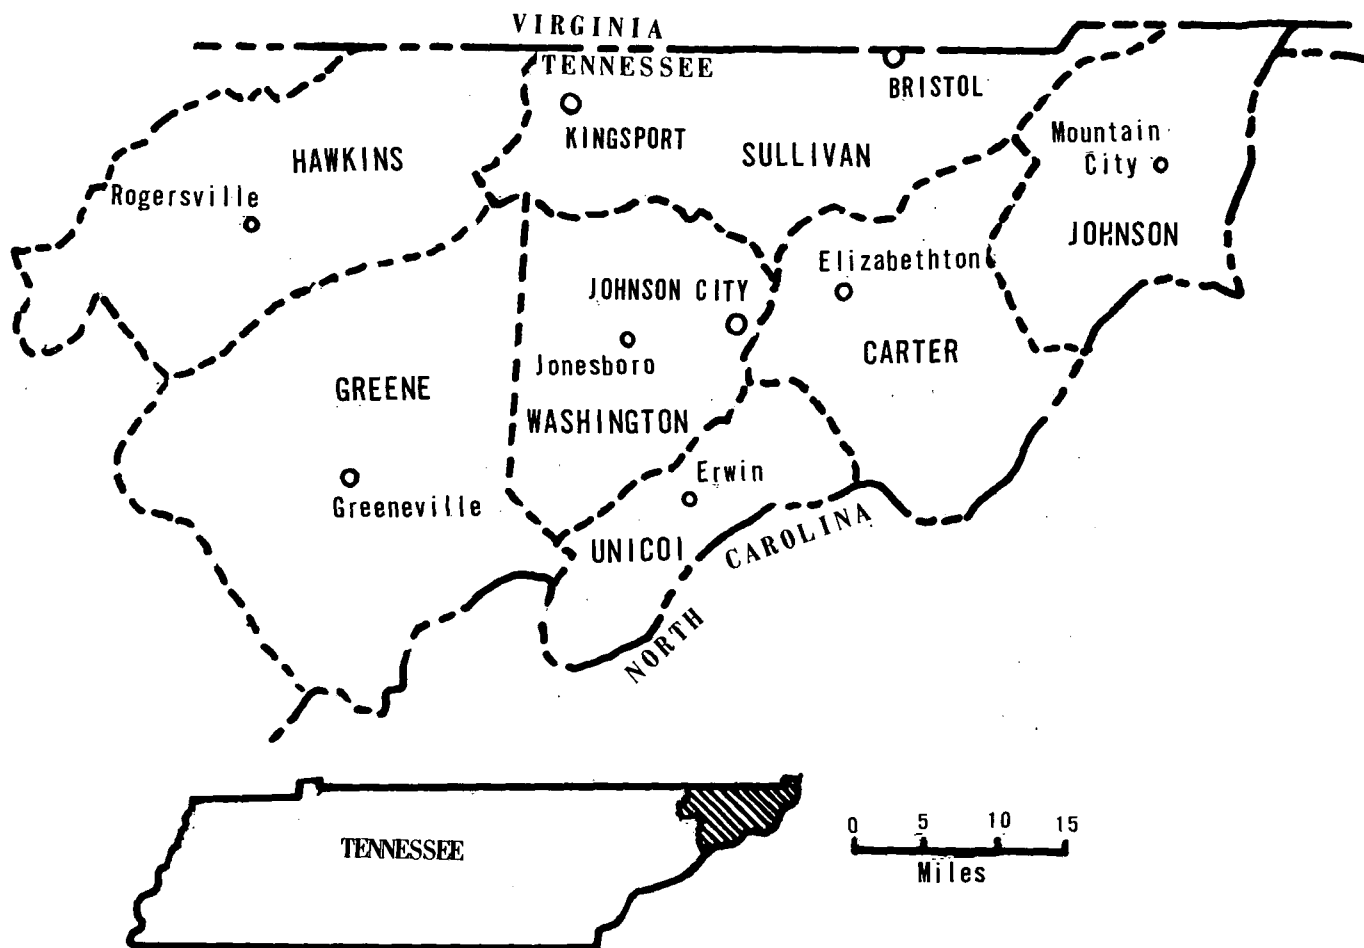 VIRGINIA
TENNESSEE
BRISTOL
KINGSPORT
HAWKINS
SULLIVAN
Mountain
City
Rogersville
JOHNSON
Elizabethton
JOHNSON CITY
CARTER
Jonesboro
GREENE
WASHINGTON
Erwin
Greeneville
UNICOI
NORTH CAROLINA
TENNESSEE
0 5 10 15
Miles